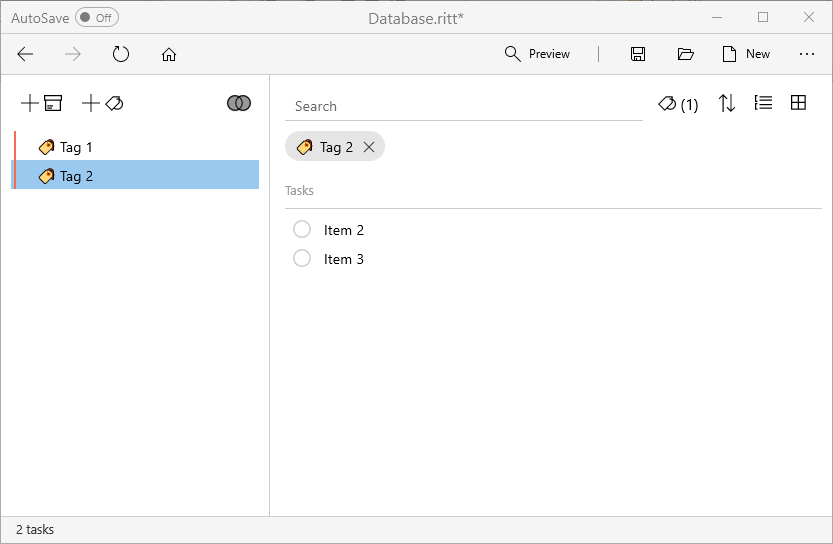 AutoSave Off Database.ritt*
Preview New
Search (1)
Tag 1
Tag 2
Tag 2
Tasks
Item 2
Item 3
2 tasks